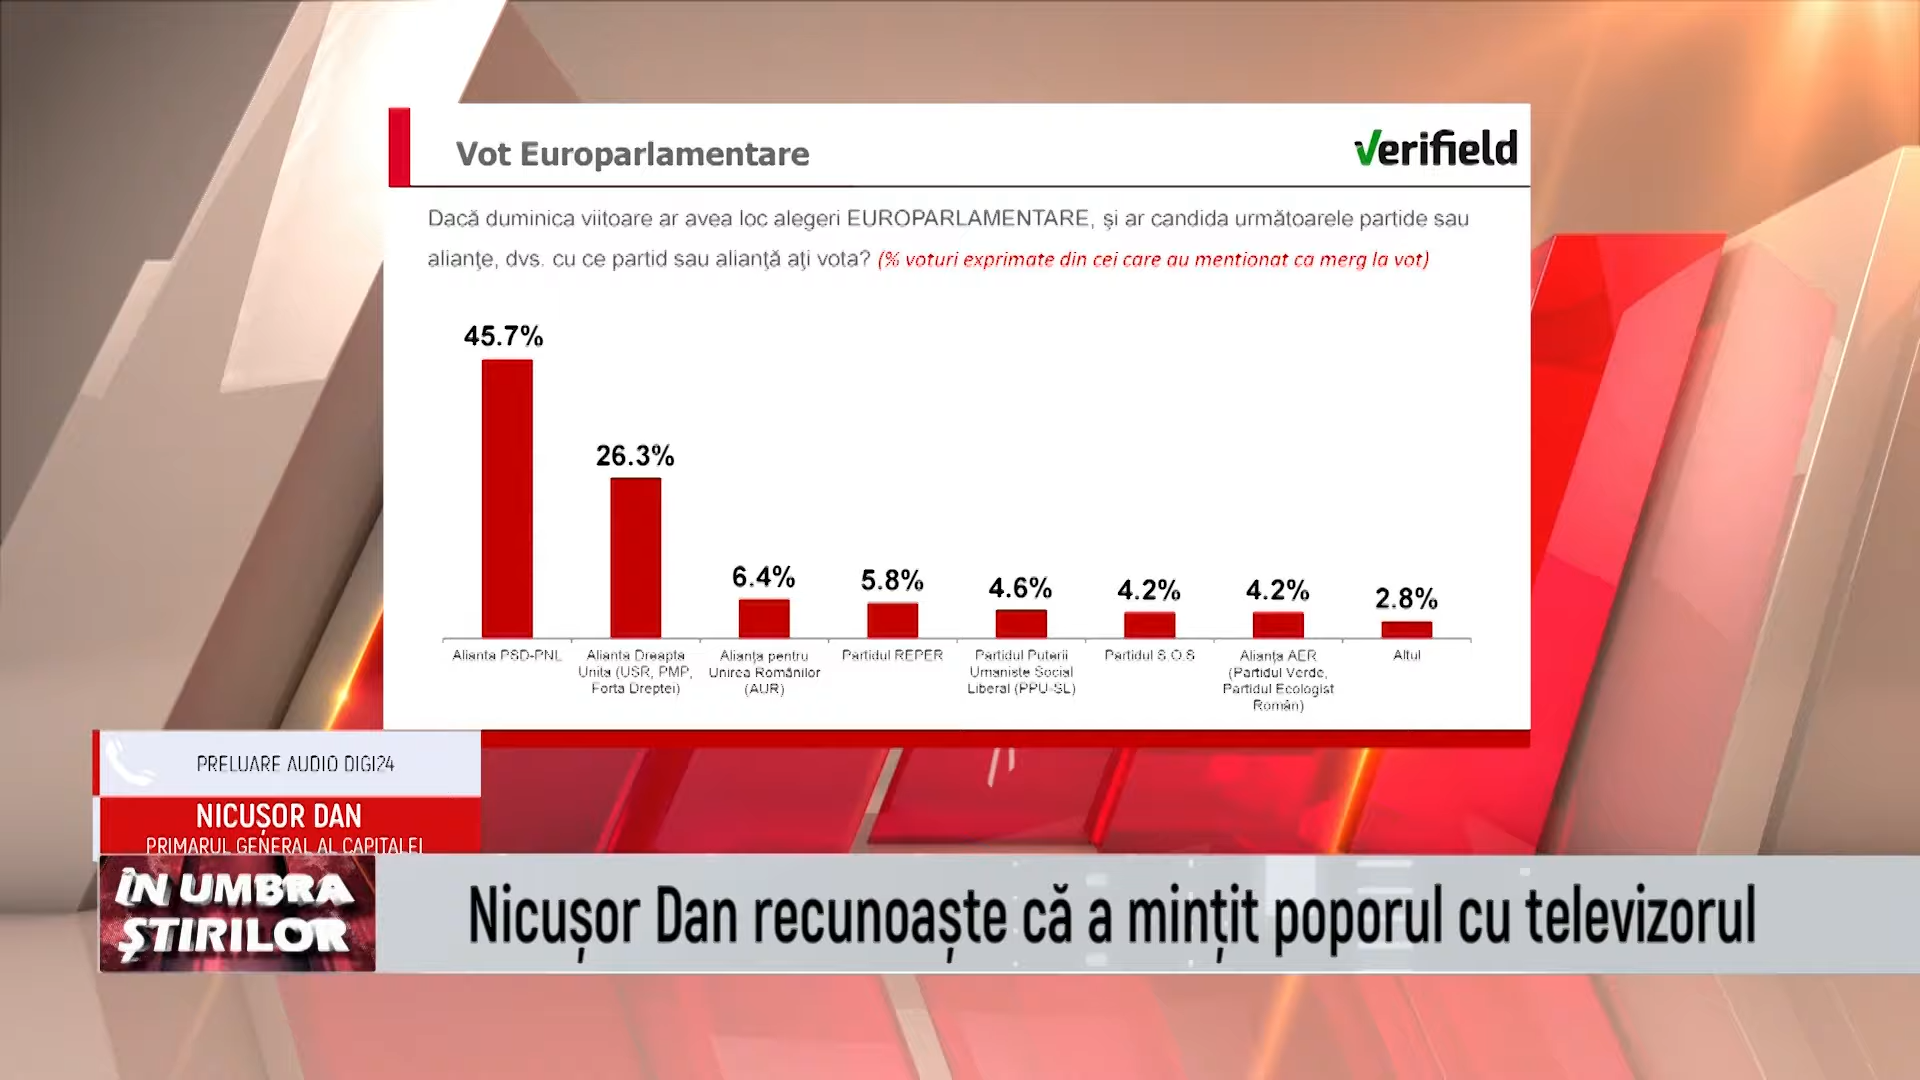 Vot Europarlamentare
Verifield
Dacă duminica viitoare ar avea loc alegeri EUROPARLAMENTARE, şi ar candida următoarele partide sau
alianţe, dvs. cu ce partid sau alianţă aţi vota? (% voturi exprimate din cei care au mentionat ca merg la vot)
45.7%
26.3%
6.4%
5.8%
4.6%
4.2%
4.2%
2.8%
Alianta PSD-PNL
Alianta Dreapta
Unita (USR, PMP,
Forta Dreptei)
Alianța pentru
Unirea Românilor
(AUR)
Partidul REPER
Partidul Puterii
Umaniste Social
Liberal (PPU-SL)
Partidul S.O.S
Alianța AER
(Partidul Verde,
Partidul Ecologist
Român)
Altul
PRELUARE AUDIO DIGI24
NICUȘOR DAN
PRIMARUL GENERAL AL CAPITALEI
ÎN UMBRA
ȘTIRILOR
Nicușor Dan recunoaște că a mințit poporul cu televizorul